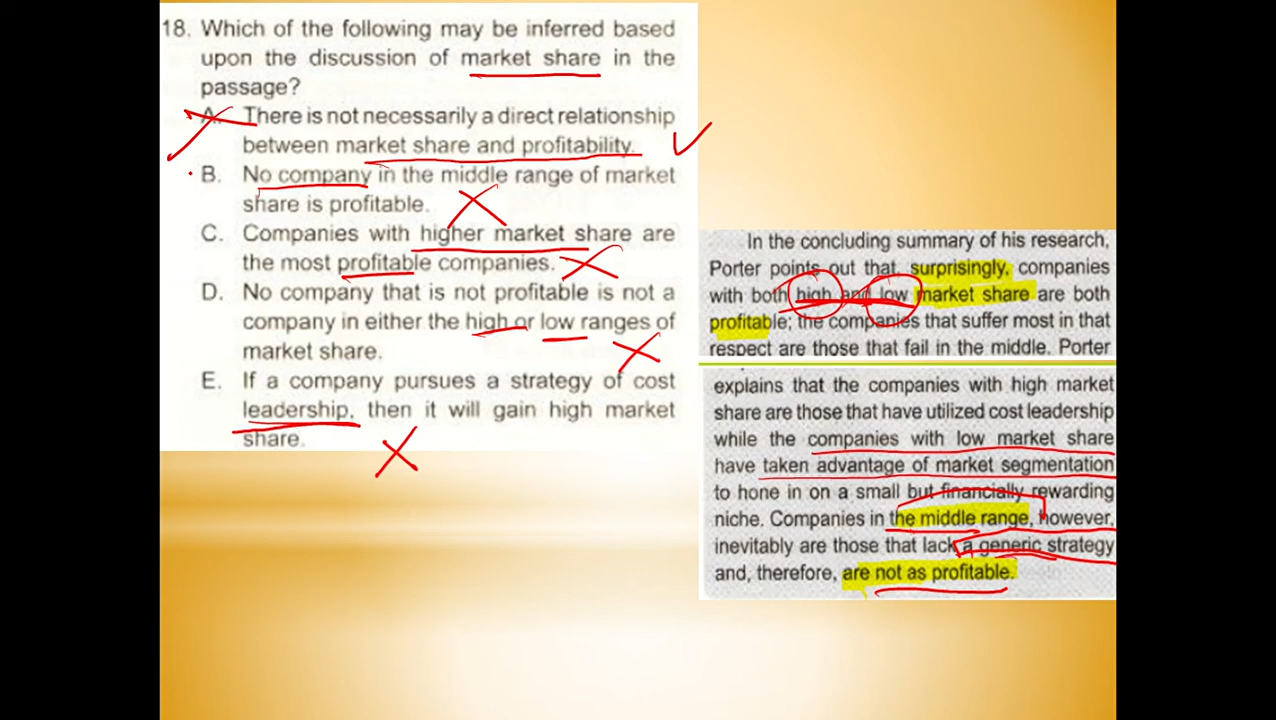 18. Which of the following may be inferred based
upon the discussion of market share in the
passage?
A. There is not necessarily a direct relationship
between market share and profitability.
B. No company in the middle range of market
share is profitable.
C. Companies with higher market share are
the most profitable companies.
D. No company that is not profitable is not a
company in either the high or low ranges of
market share.
E. If a company pursues a strategy of cost
leadership, then it will gain high market
share.
In the concluding summary of his research,
Porter points out that, surprisingly, companies
with both high and low market share are both
profitable; the companies that suffer most in that
respect are those that fail in the middle. Porter
explains that the companies with high market
share are those that have utilized cost leadership
while the companies with low market share
have taken advantage of market segmentation
to hone in on a small but financially rewarding
niche. Companies in the middle range, however,
inevitably are those that lack a generic strategy
and, therefore, are not as profitable.